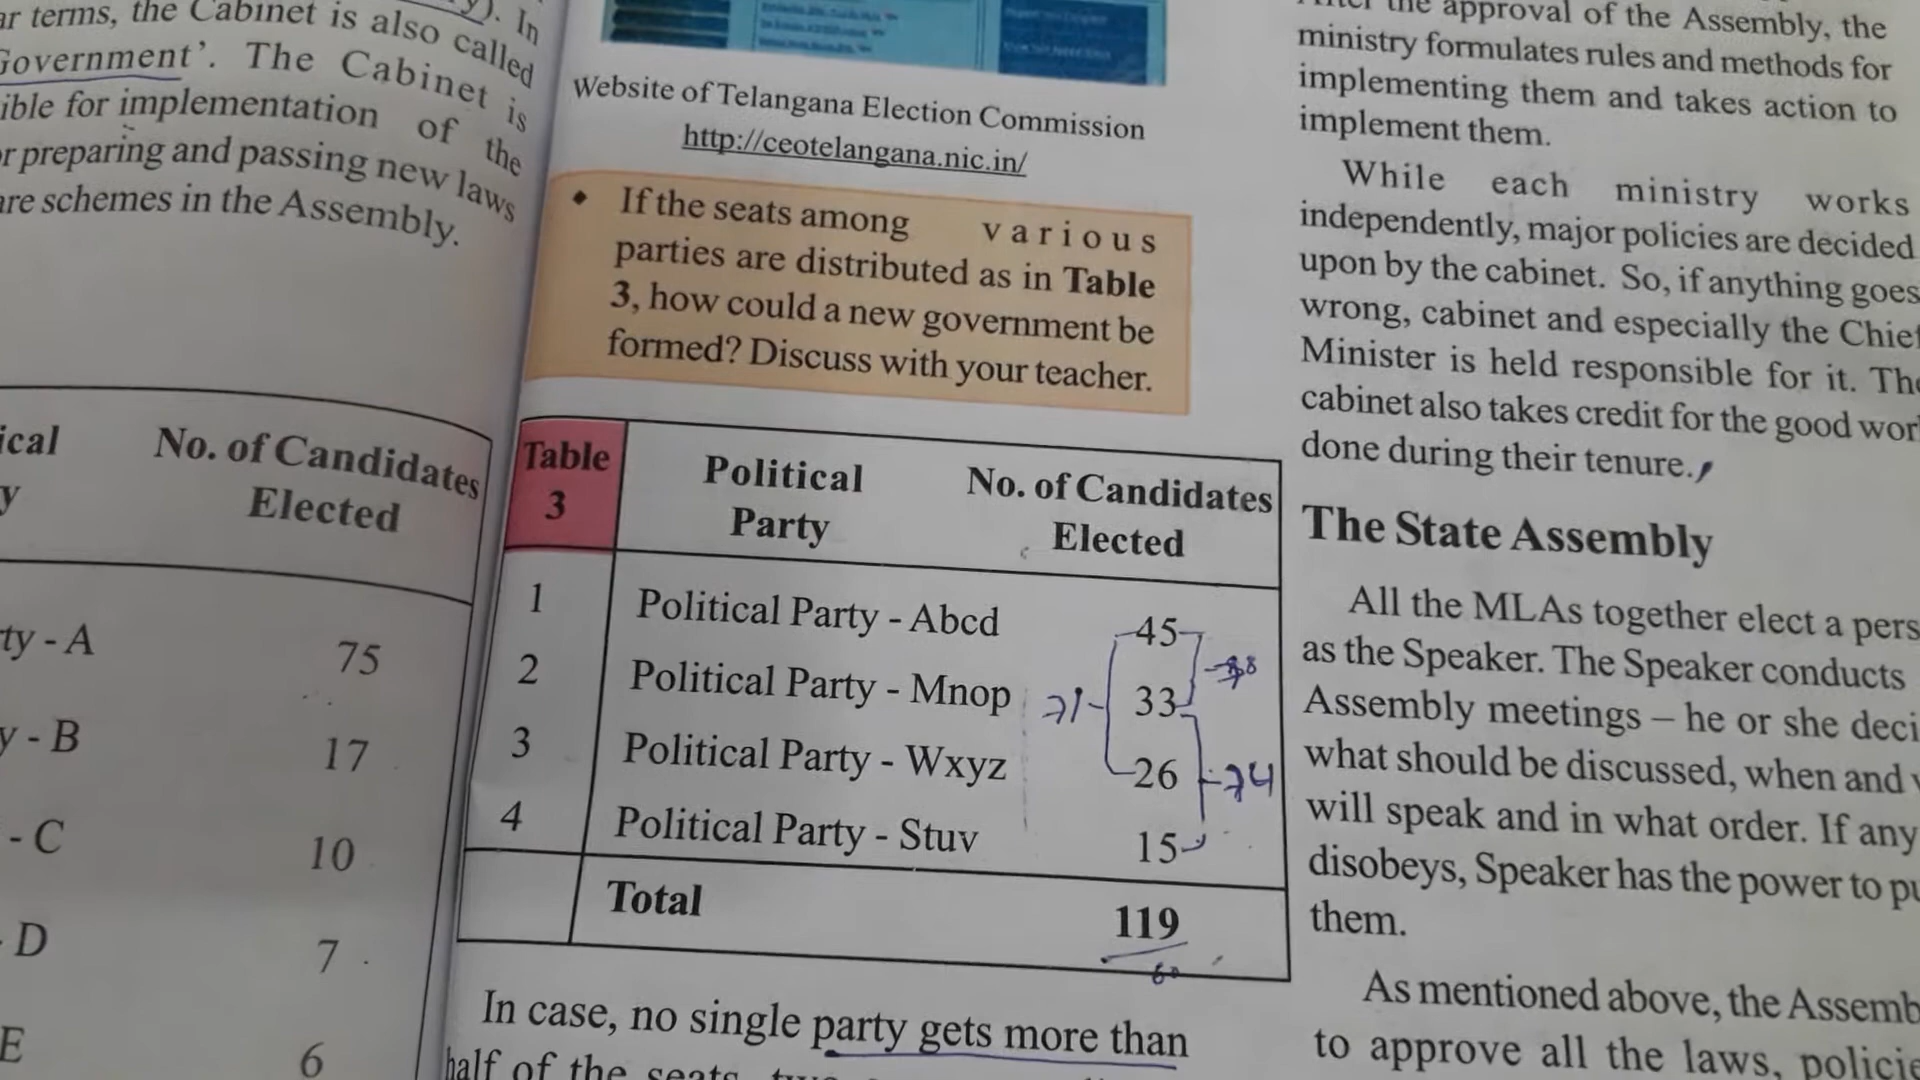 ar terms, the Cabinet is also called
Government’. The Cabinet is
ible for implementation of the
r preparing and passing new laws
are schemes in the Assembly.
ical
y
No. of Candidates
Elected
ty - A 75
y - B 17
- C 10
- D 7
E 6
Website of Telangana Election Commission
http://ceotelangana.nic.in/
• If the seats among various
parties are distributed as in Table
3, how could a new government be
formed? Discuss with your teacher.
Table
3
Political
Party
No. of Candidates
Elected
1 Political Party - Abcd 45
2 Political Party - Mnop 33
71
3 Political Party - Wxyz 26
74
4 Political Party - Stuv 15
Total 119
60
In case, no single party gets more than
half of the seats,
the approval of the Assembly, the
ministry formulates rules and methods for
implementing them and takes action to
implement them.
While each ministry works
independently, major policies are decided
upon by the cabinet. So, if anything goes
wrong, cabinet and especially the Chief
Minister is held responsible for it. The
cabinet also takes credit for the good wor
done during their tenure.
The State Assembly
All the MLAs together elect a pers
as the Speaker. The Speaker conducts
Assembly meetings – he or she deci
what should be discussed, when and
will speak and in what order. If any
disobeys, Speaker has the power to pu
them.
As mentioned above, the Assemb
to approve all the laws, policie